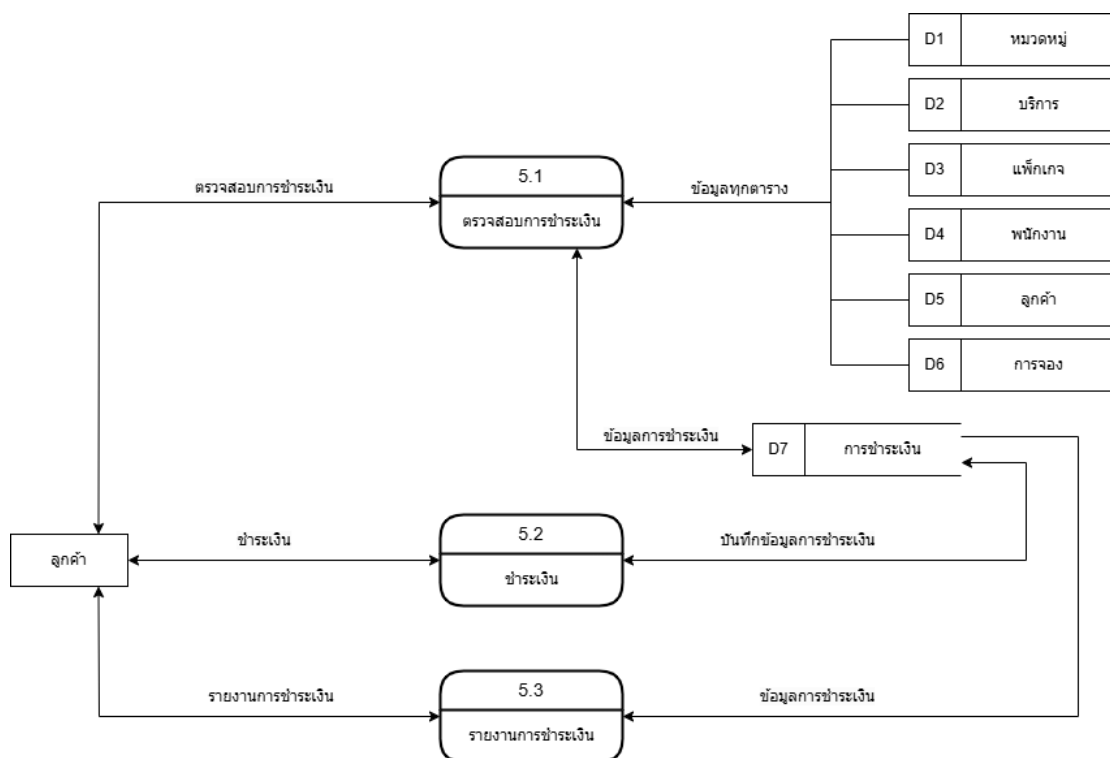 D1 หมวดหมู่
D2 บริการ
5.1
D3 แพ็กเกจ
ตรวจสอบการชำระเงิน
ข้อมูลทุกตาราง
ตรวจสอบการชำระเงิน
D4 พนักงาน
D5 ลูกค้า
D6 การจอง
ข้อมูลการชำระเงิน
D7 การชำระเงิน
5.2
ชำระเงิน
บันทึกข้อมูลการชำระเงิน
ลูกค้า
ชำระเงิน
5.3
รายงานการชำระเงิน
ข้อมูลการชำระเงิน
รายงานการชำระเงิน